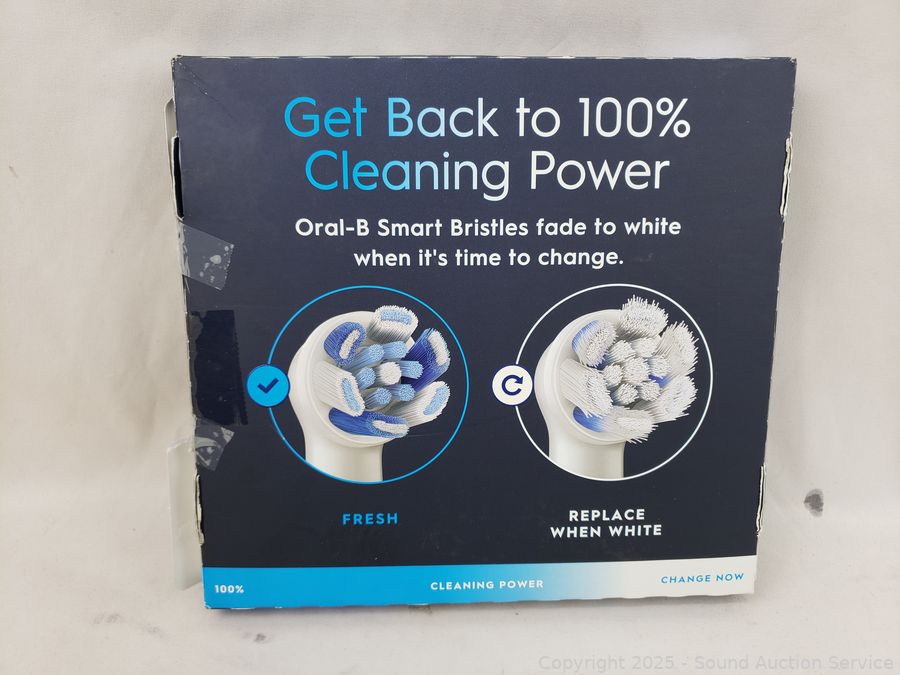 Get Back to 100%
Cleaning Power
Oral-B Smart Bristles fade to white
when it's time to change.
FRESH
REPLACE
WHEN WHITE
100%
CLEANING POWER
CHANGE NOW
Copyright 2025 - Sound Auction Service